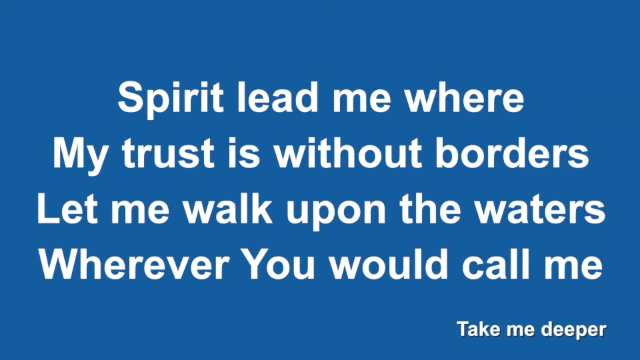 Spirit lead me where
My trust is without borders
Let me walk upon the waters
Wherever You would call me
Take me deeper